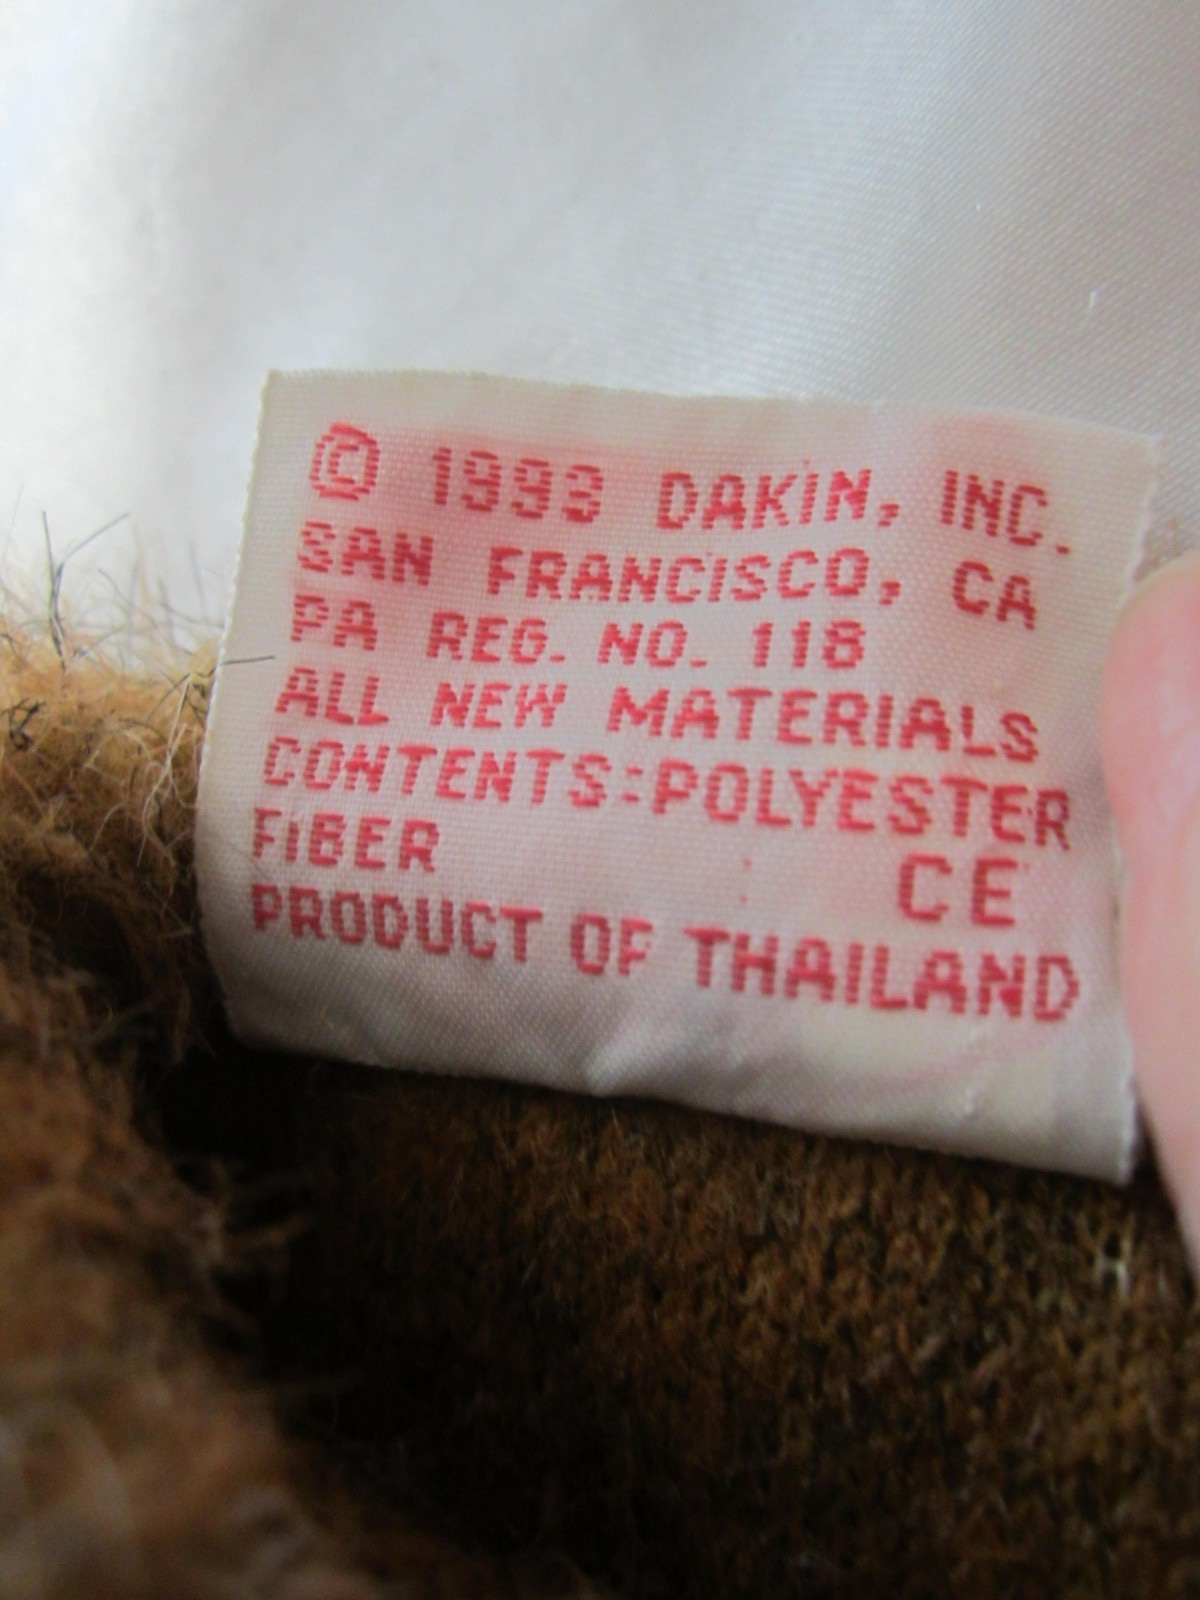 © 1993 DAKIN, INC.
SAN FRANCISCO, CA
PA REG. NO. 118
ALL NEW MATERIALS
CONTENTS:POLYESTER
FIBER CE
PRODUCT OF THAILAND